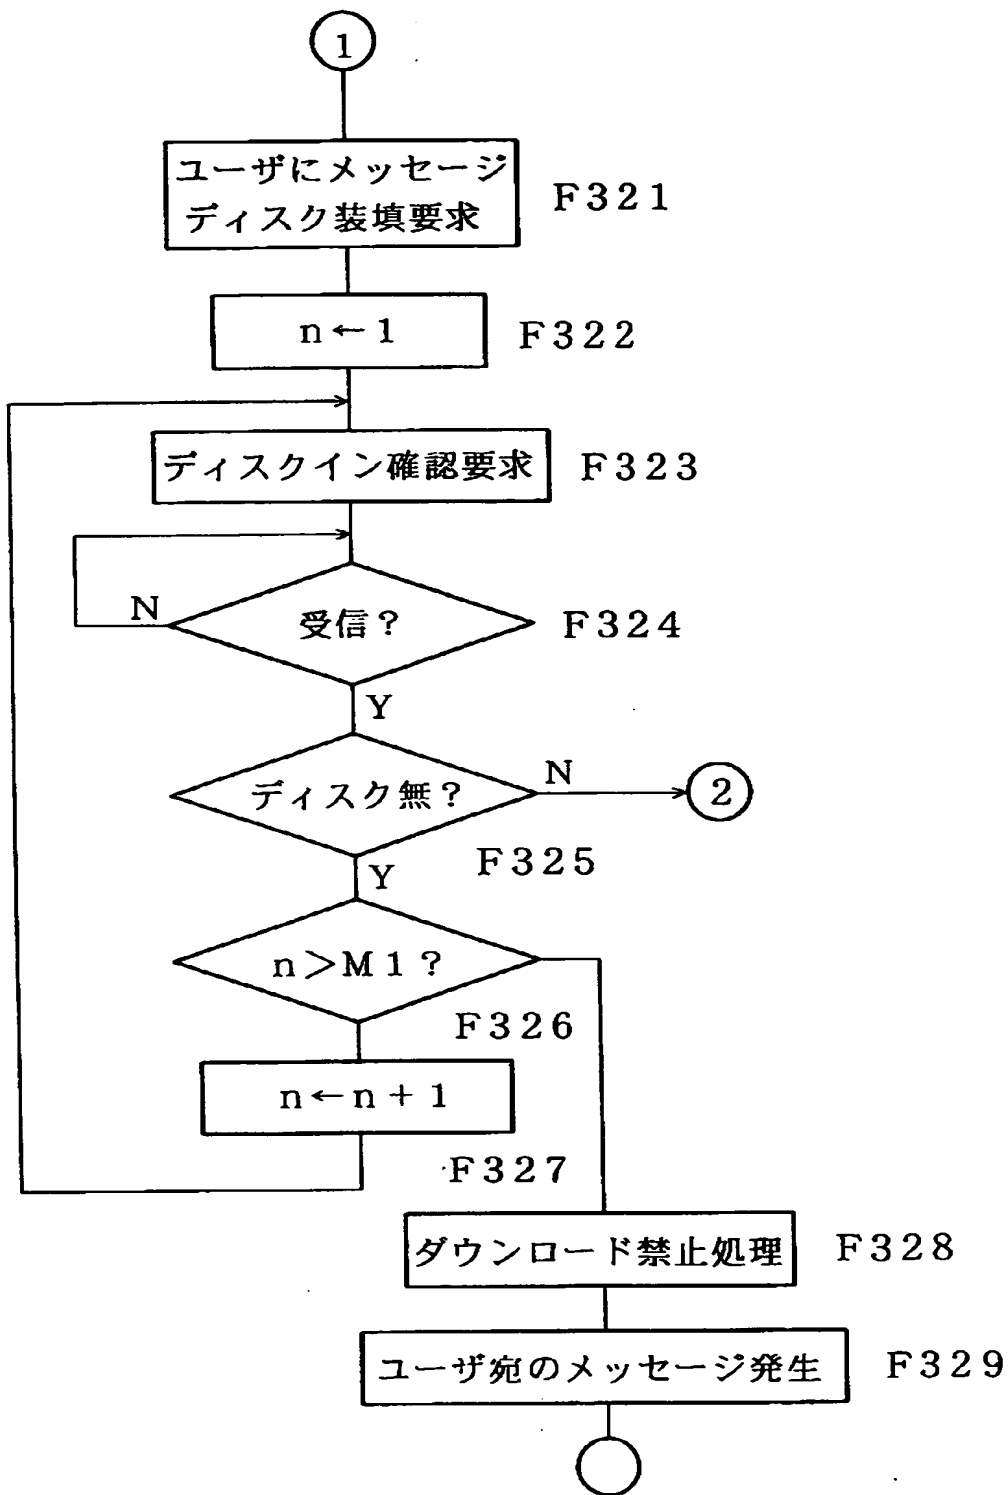 1
ユーザにメッセージ
ディスク装填要求
F321
n←1
F322
ディスクイン確認要求
F323
N
受信?
F324
Y
ディスク無?
N
2
F325
Y
n>M1?
F326
n←n+1
F327
ダウンロード禁止処理
F328
ユーザ宛のメッセージ発生
F329